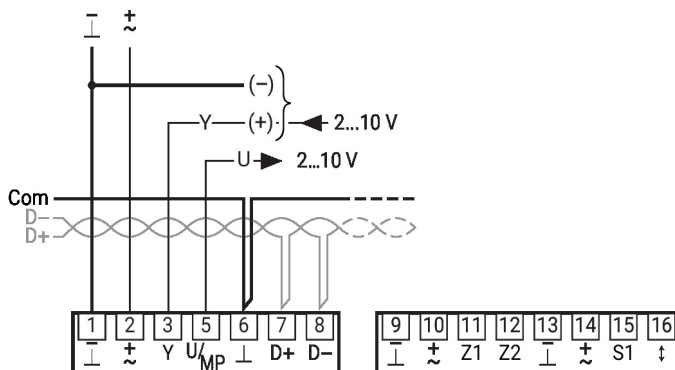 – +
⊥ ~
(–)
Y (+) 2...10 V
U 2...10 V
Com
D–
D+
1 2 3 5 6 7 8 9 10 11 12 13 14 15 16
– ⊥ + ~ Y U/MP ⊥ D+ D– – ⊥ + ~ Z1 Z2 – ⊥ + ~ S1 ↕